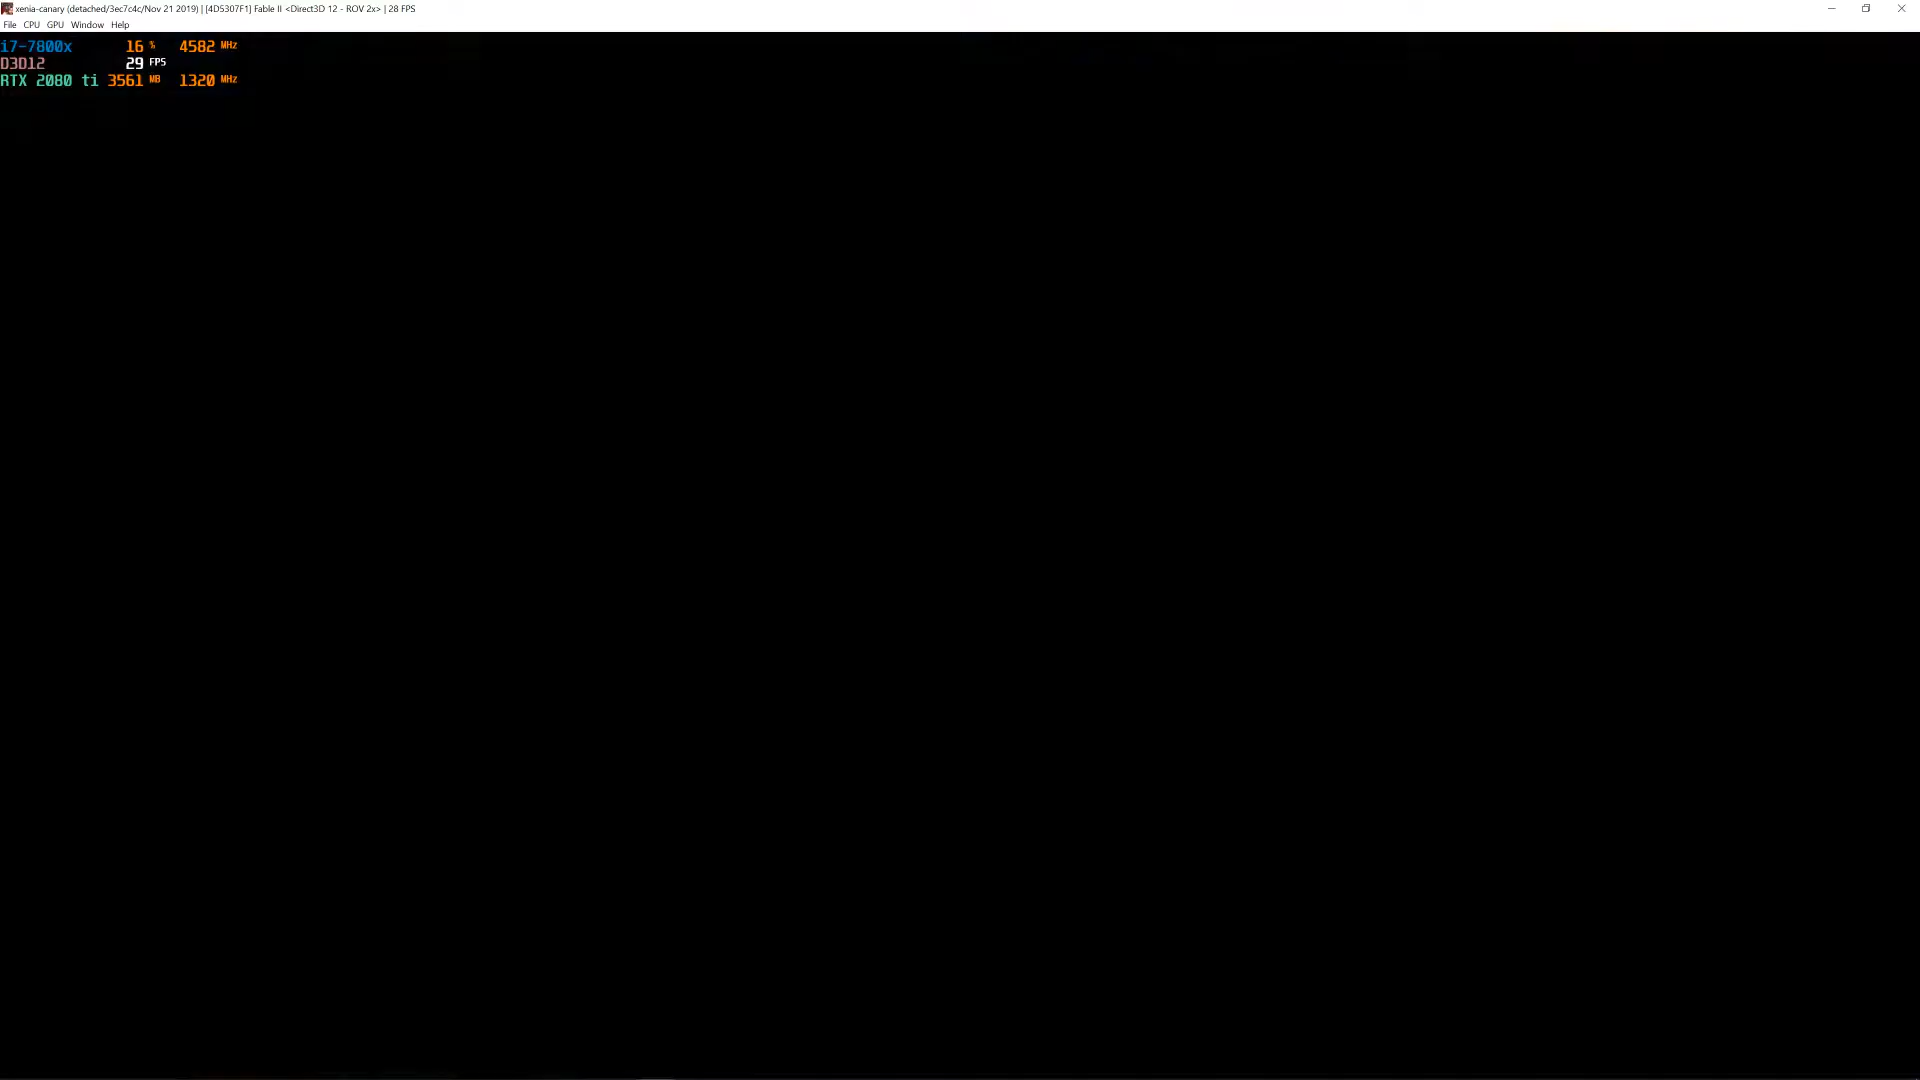 xenia-canary (detached/3ec7c4c/Nov 21 2019) | [4D5307F1] Fable II <Direct3D 12 - ROV 2x> | 28 FPS
File CPU GPU Window Help
i7-7800x 16 % 4582 MHz
D3D12 29 FPS
RTX 2080 ti 3561 MB 1320 MHz